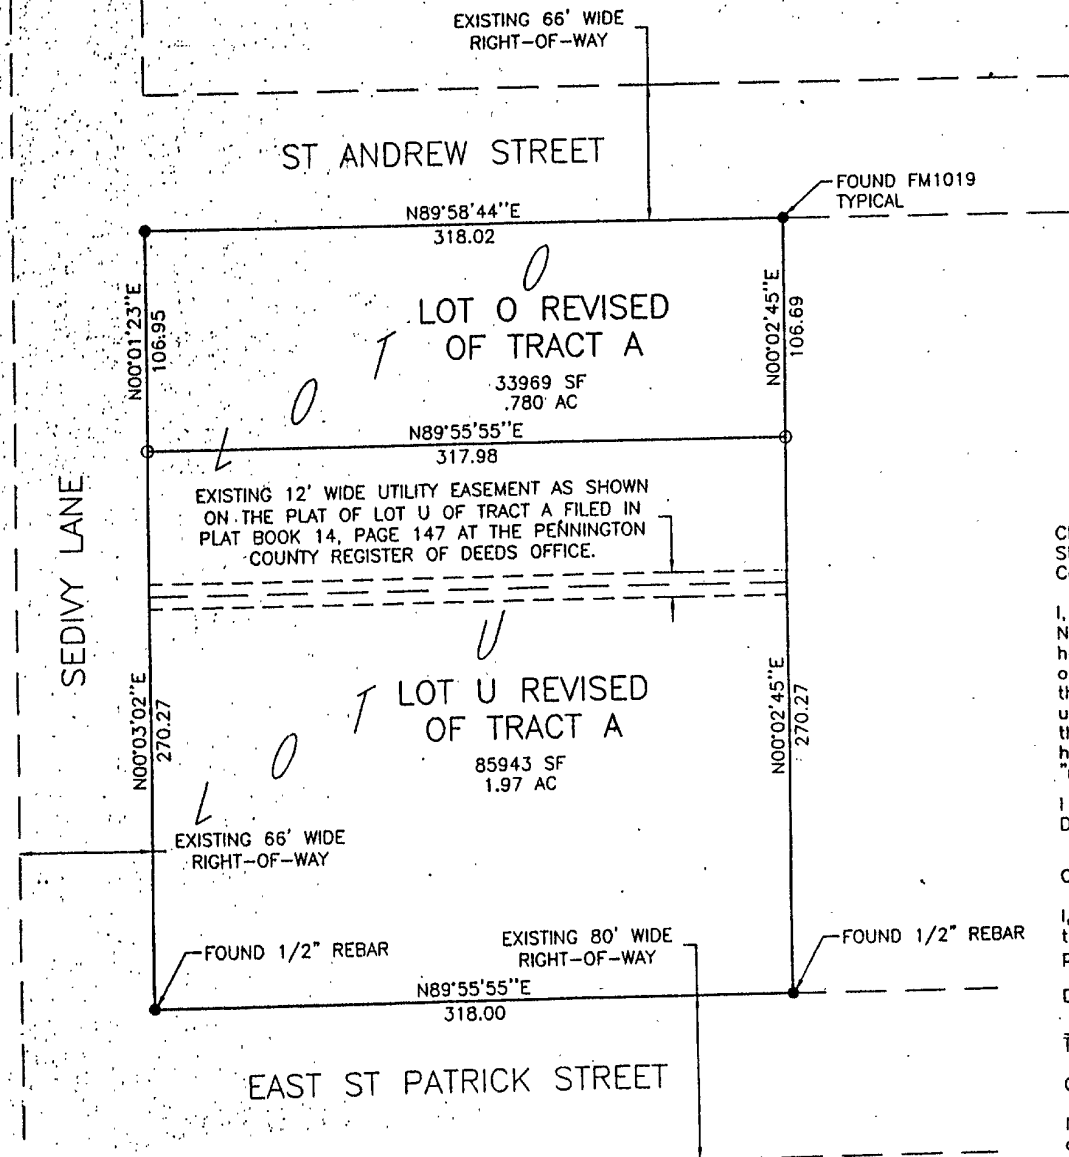 EXISTING 66' WIDE
RIGHT-OF-WAY
ST ANDREW STREET
FOUND FM1019
TYPICAL
N89°58'44"E
318.02
N00°01'23"E
106.95
N00°02'45"E
106.69
LOT O
LOT O REVISED
OF TRACT A
33969 SF
.780 AC
N89°55'55"E
317.98
EXISTING 12' WIDE UTILITY EASEMENT AS SHOWN
ON THE PLAT OF LOT U OF TRACT A FILED IN
PLAT BOOK 14, PAGE 147 AT THE PENNINGTON
COUNTY REGISTER OF DEEDS OFFICE.
SEDIVY LANE
LOT U
LOT U REVISED
OF TRACT A
85943 SF
1.97 AC
N00°03'02"E
270.27
N00°02'45"E
270.27
EXISTING 66' WIDE
RIGHT-OF-WAY
FOUND 1/2" REBAR
EXISTING 80' WIDE
RIGHT-OF-WAY
FOUND 1/2" REBAR
N89°55'55"E
318.00
EAST ST PATRICK STREET